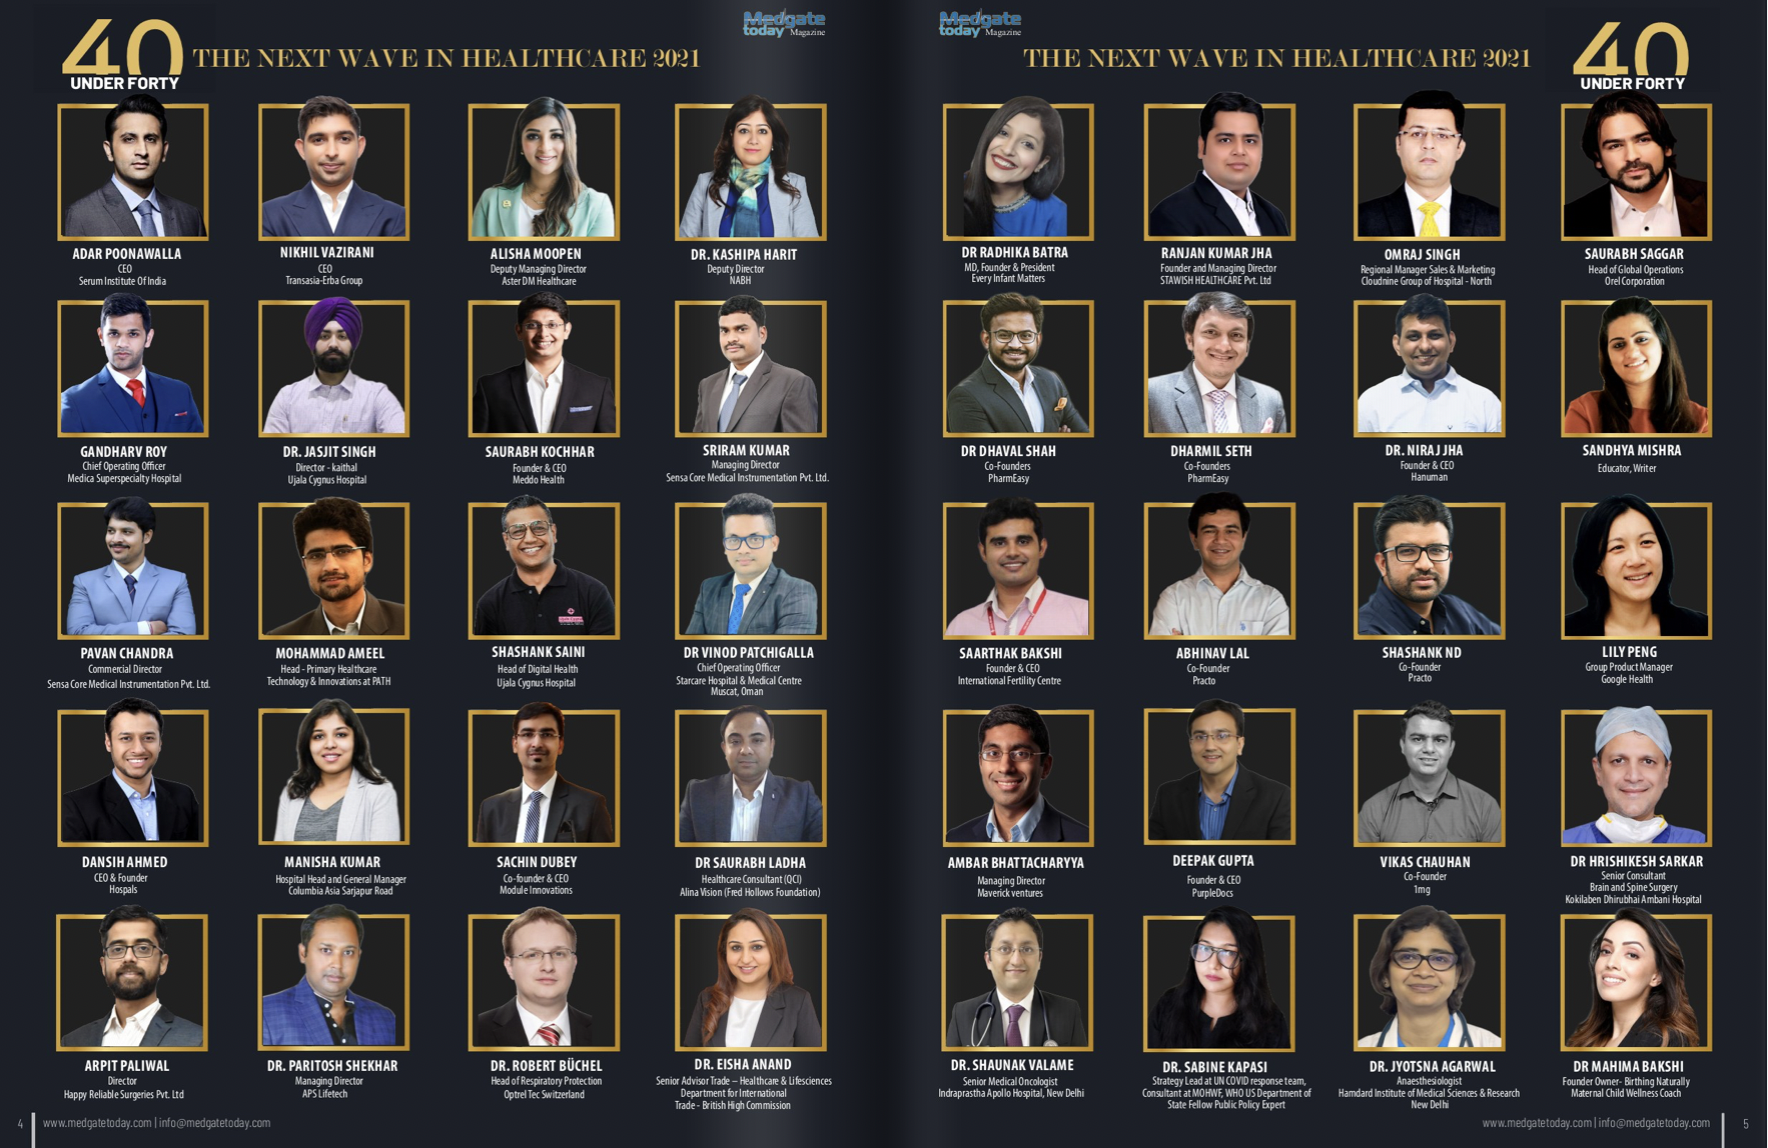 40
UNDER FORTY
THE NEXT WAVE IN HEALTHCARE 2021
Medgate
today Magazine
ADAR POONAWALLA
CEO
Serum Institute Of India
NIKHIL VAZIRANI
CEO
Transasia-Erba Group
ALISHA MOOPEN
Deputy Managing Director
Aster DM Healthcare
DR. KASHIPA HARIT
Deputy Director
NABH
GANDHARV ROY
Chief Operating Officer
Medica Superspecialty Hospital
DR. JASJIT SINGH
Director - kaithal
Ujala Cygnus Hospital
SAURABH KOCHHAR
Founder & CEO
Meddo Health
SRIRAM KUMAR
Managing Director
Sensa Core Medical Instrumentation Pvt. Ltd.
PAVAN CHANDRA
Commercial Director
Sensa Core Medical Instrumentation Pvt. Ltd.
MOHAMMAD AMEEL
Head - Primary Healthcare
Technology & Innovations at PATH
SHASHANK SAINI
Head of Digital Health
Ujala Cygnus Hospital
DR VINOD PATCHIGALLA
Chief Operating Officer
Starcare Hospital & Medical Centre
Muscat, Oman
DANSIH AHMED
CEO & Founder
Hospals
MANISHA KUMAR
Hospital Head and General Manager
Columbia Asia Sarjapur Road
SACHIN DUBEY
Co-founder & CEO
Module Innovations
DR SAURABH LADHA
Healthcare Consultant (QCI)
Alina Vision (Fred Hollows Foundation)
ARPIT PALIWAL
Director
Happy Reliable Surgeries Pvt. Ltd
DR. PARITOSH SHEKHAR
Managing Director
APS Lifetech
DR. ROBERT BÜCHEL
Head of Respiratory Protection
Optrel Tec Switzerland
DR. EISHA ANAND
Senior Advisor Trade – Healthcare & Lifesciences
Department for International
Trade - British High Commission
4
www.medgatetoday.com | info@medgatetoday.com
Medgate
today Magazine
THE NEXT WAVE IN HEALTHCARE 2021
40
UNDER FORTY
DR RADHIKA BATRA
MD, Founder & President
Every Infant Matters
RANJAN KUMAR JHA
Founder and Managing Director
STAWISH HEALTHCARE Pvt. Ltd
OMRAJ SINGH
Regional Manager Sales & Marketing
Cloudnine Group of Hospital - North
SAURABH SAGGAR
Head of Global Operations
Orel Corporation
DR DHAVAL SHAH
Co-Founders
PharmEasy
DHARMIL SETH
Co-Founders
PharmEasy
DR. NIRAJ JHA
Founder & CEO
Hanuman
SANDHYA MISHRA
Educator, Writer
SAARTHAK BAKSHI
Founder & CEO
International Fertility Centre
ABHINAV LAL
Co-Founder
Practo
SHASHANK ND
Co-Founder
Practo
LILY PENG
Group Product Manager
Google Health
AMBAR BHATTACHARYYA
Managing Director
Maverick ventures
DEEPAK GUPTA
Founder & CEO
PurpleDocs
VIKAS CHAUHAN
Co-Founder
1mg
DR HRISHIKESH SARKAR
Senior Consultant
Brain and Spine Surgery
Kokilaben Dhirubhai Ambani Hospital
DR. SHAUNAK VALAME
Senior Medical Oncologist
Indraprastha Apollo Hospital, New Delhi
DR. SABINE KAPASI
Strategy Lead at UN COVID response team,
Consultant at MOHWF, WHO US Department of
State Fellow Public Policy Expert
DR. JYOTSNA AGARWAL
Anaesthesiologist
Hamdard Institute of Medical Sciences & Research
New Delhi
DR MAHIMA BAKSHI
Founder Owner- Birthing Naturally
Maternal Child Wellness Coach
www.medgatetoday.com | info@medgatetoday.com
5